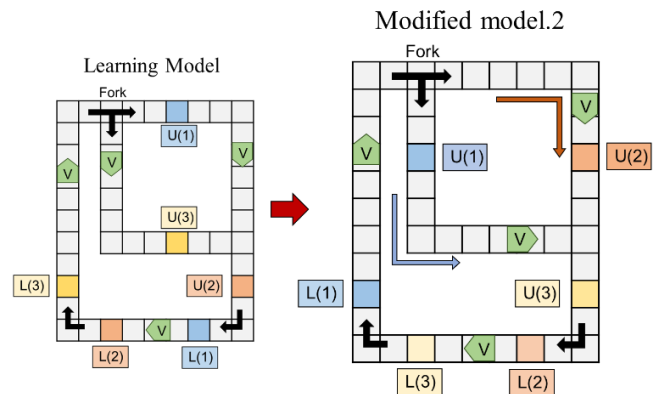 Modified model.2
Learning Model
Fork
Fork
V
U(1)
V
V
V
U(3)
L(3)
U(2)
V
L(2)
L(1)
V
V
U(1)
U(2)
V
L(1)
U(3)
V
L(3)
L(2)